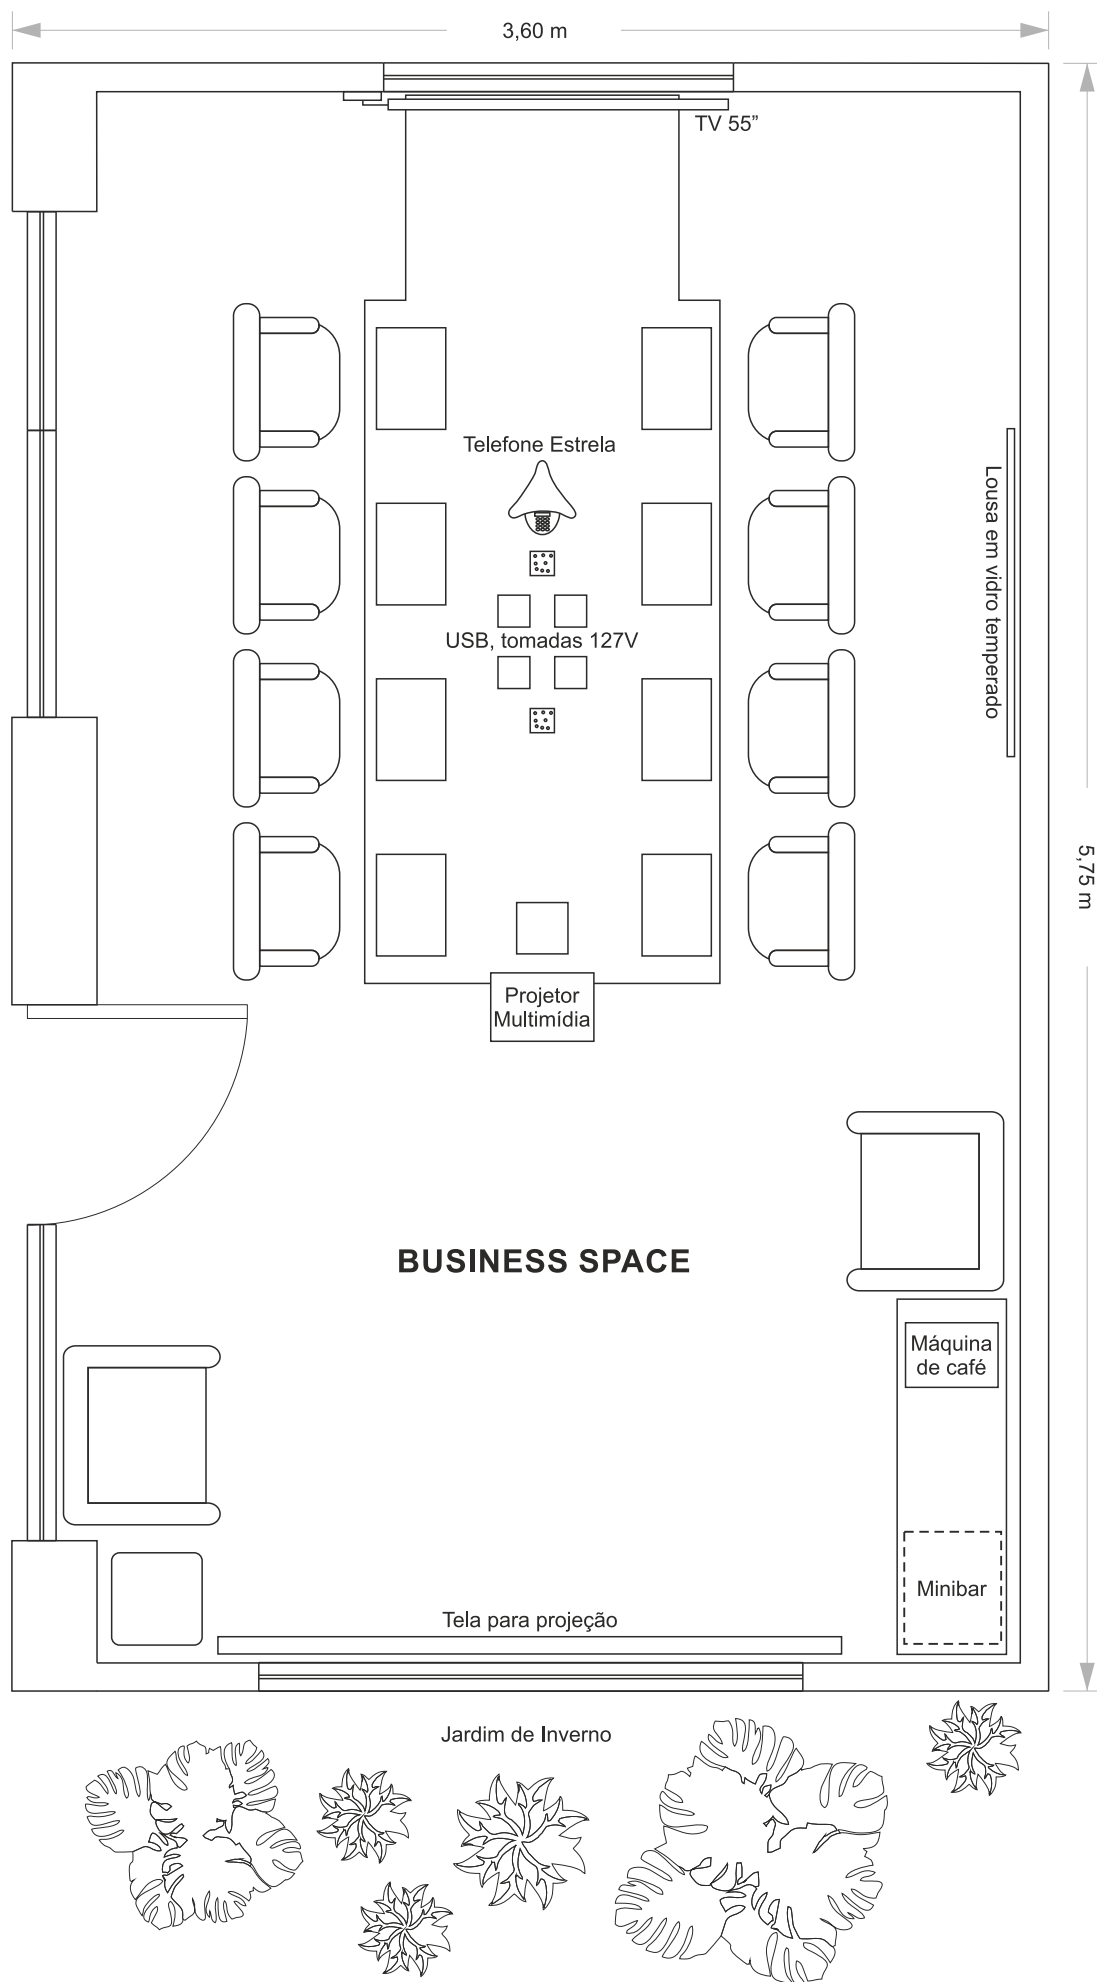 3,60 m
TV 55”
Telefone Estrela
Lousa em vidro temperado
USB, tomadas 127V
5,75 m
Projetor
Multimídia
BUSINESS SPACE
Máquina
de café
Minibar
Tela para projeção
Jardim de Inverno